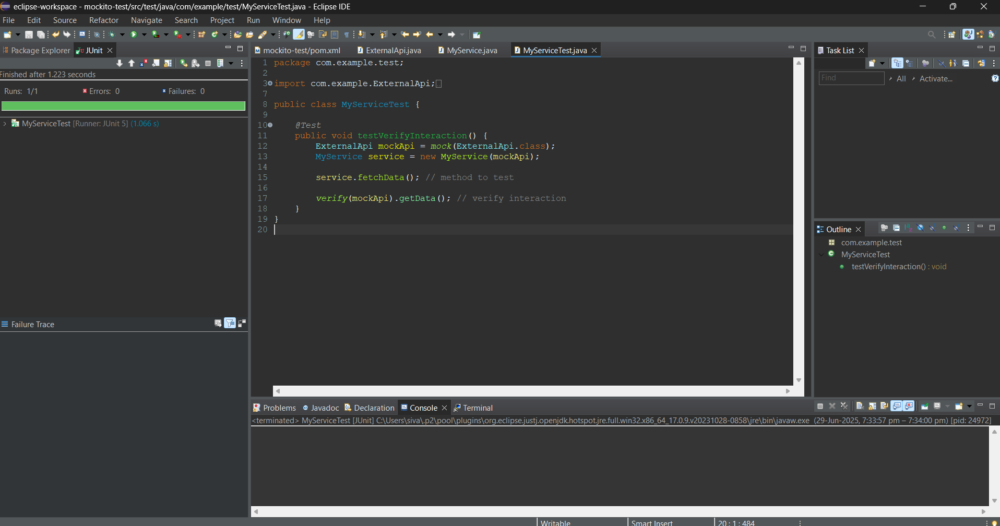 eclipse-workspace - mockito-test/src/test/java/com/example/test/MyServiceTest.java - Eclipse IDE
File Edit Source Refactor Navigate Search Project Run Window Help
Package Explorer JUnit
Finished after 1.223 seconds
Runs: 1/1 Errors: 0 Failures: 0
MyServiceTest [Runner: JUnit 5] (1.066 s)
Failure Trace
mockito-test/pom.xml ExternalApi.java MyService.java MyServiceTest.java
1 package com.example.test;
2
3 import com.example.ExternalApi;
7
8 public class MyServiceTest {
9
10 @Test
11 public void testVerifyInteraction() {
12 ExternalApi mockApi = mock(ExternalApi.class);
13 MyService service = new MyService(mockApi);
14
15 service.fetchData(); // method to test
16
17 verify(mockApi).getData(); // verify interaction
18 }
19 }
20
Task List
Find All Activate...
Outline
com.example.test
MyServiceTest
testVerifyInteraction() : void
Problems Javadoc Declaration Console Terminal
<terminated> MyServiceTest [JUnit] C:\Users\siva\.p2\pool\plugins\org.eclipse.justj.openjdk.hotspot.jre.full.win32.x86_64_17.0.9.v20231028-0858\jre\bin\javaw.exe (29-Jun-2025, 7:33:57 pm – 7:34:00 pm) [pid: 24972]
Writable Smart Insert 20 : 1 : 484